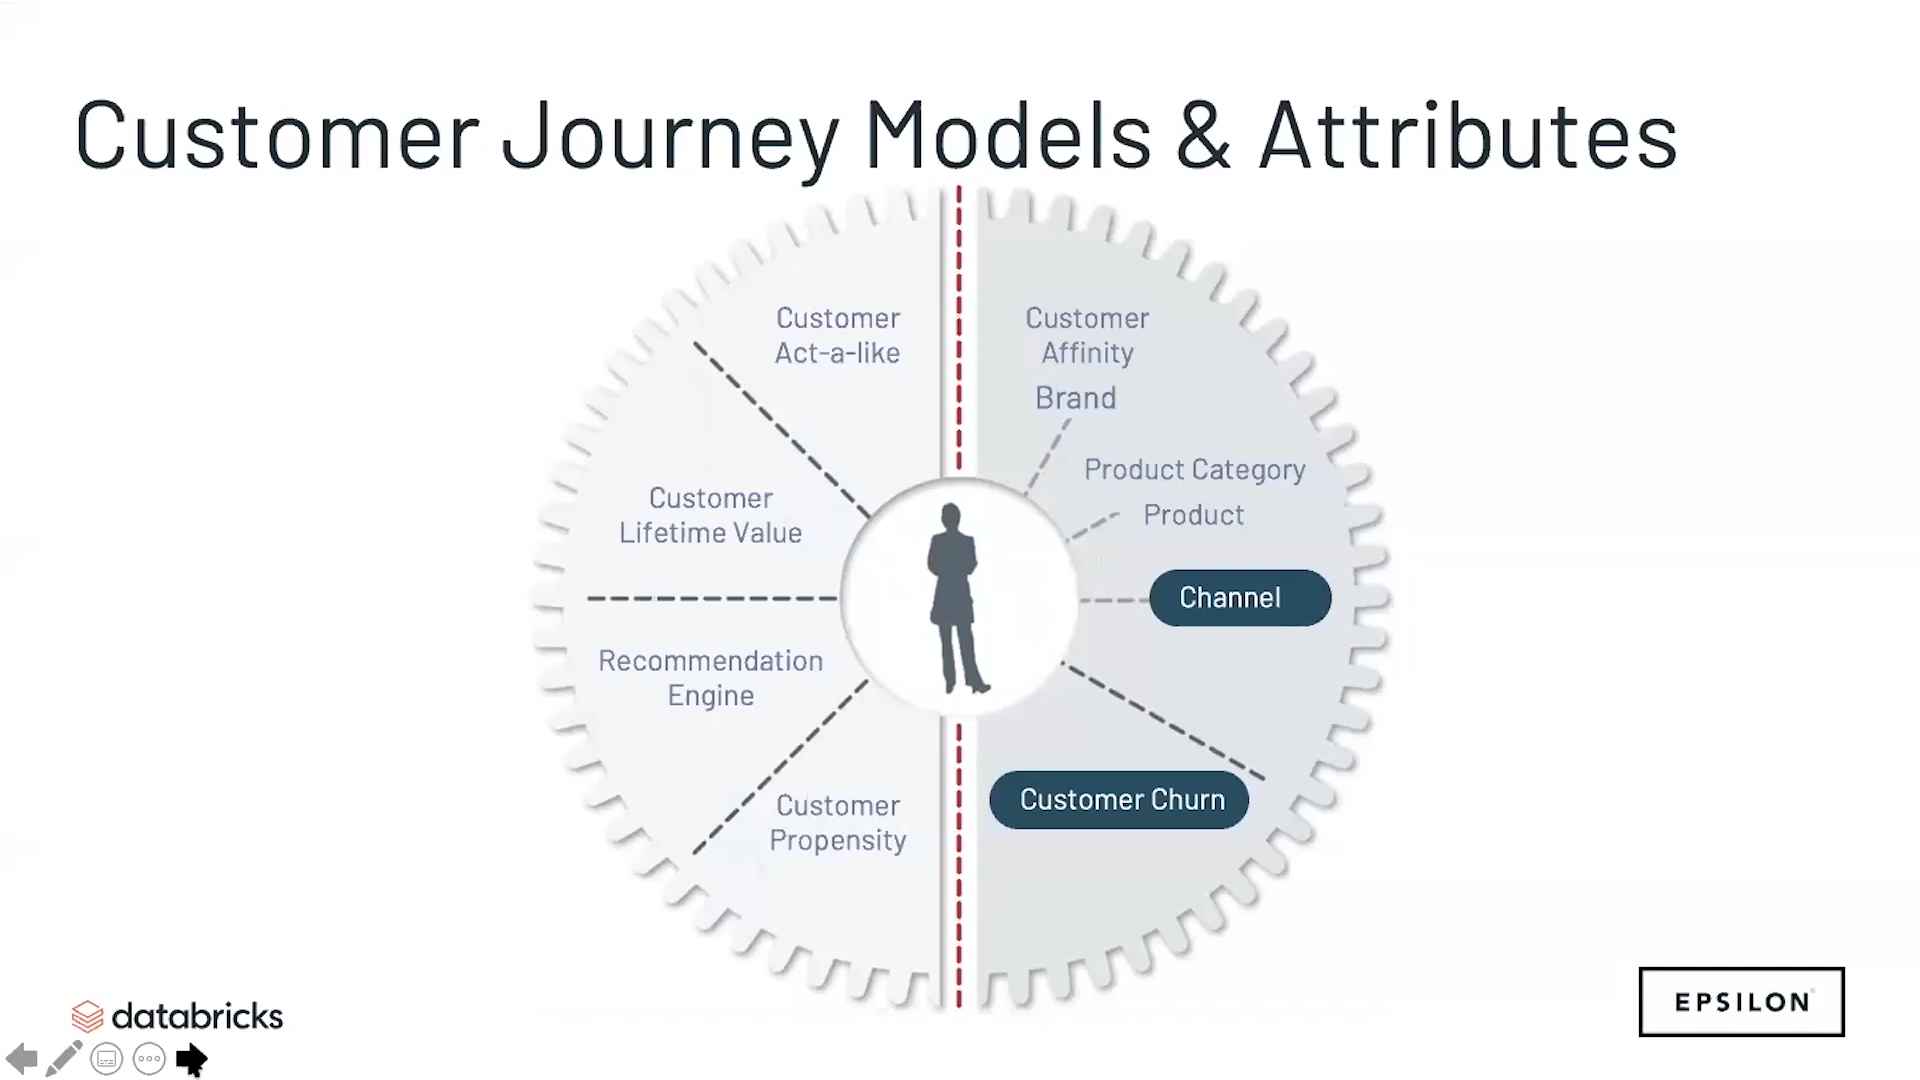 Customer Journey Models & Attributes
Customer
Act-a-like
Customer
Lifetime Value
Recommendation
Engine
Customer
Propensity
Customer
Affinity
Brand
Product Category
Product
Channel
Customer Churn
databricks
EPSILON